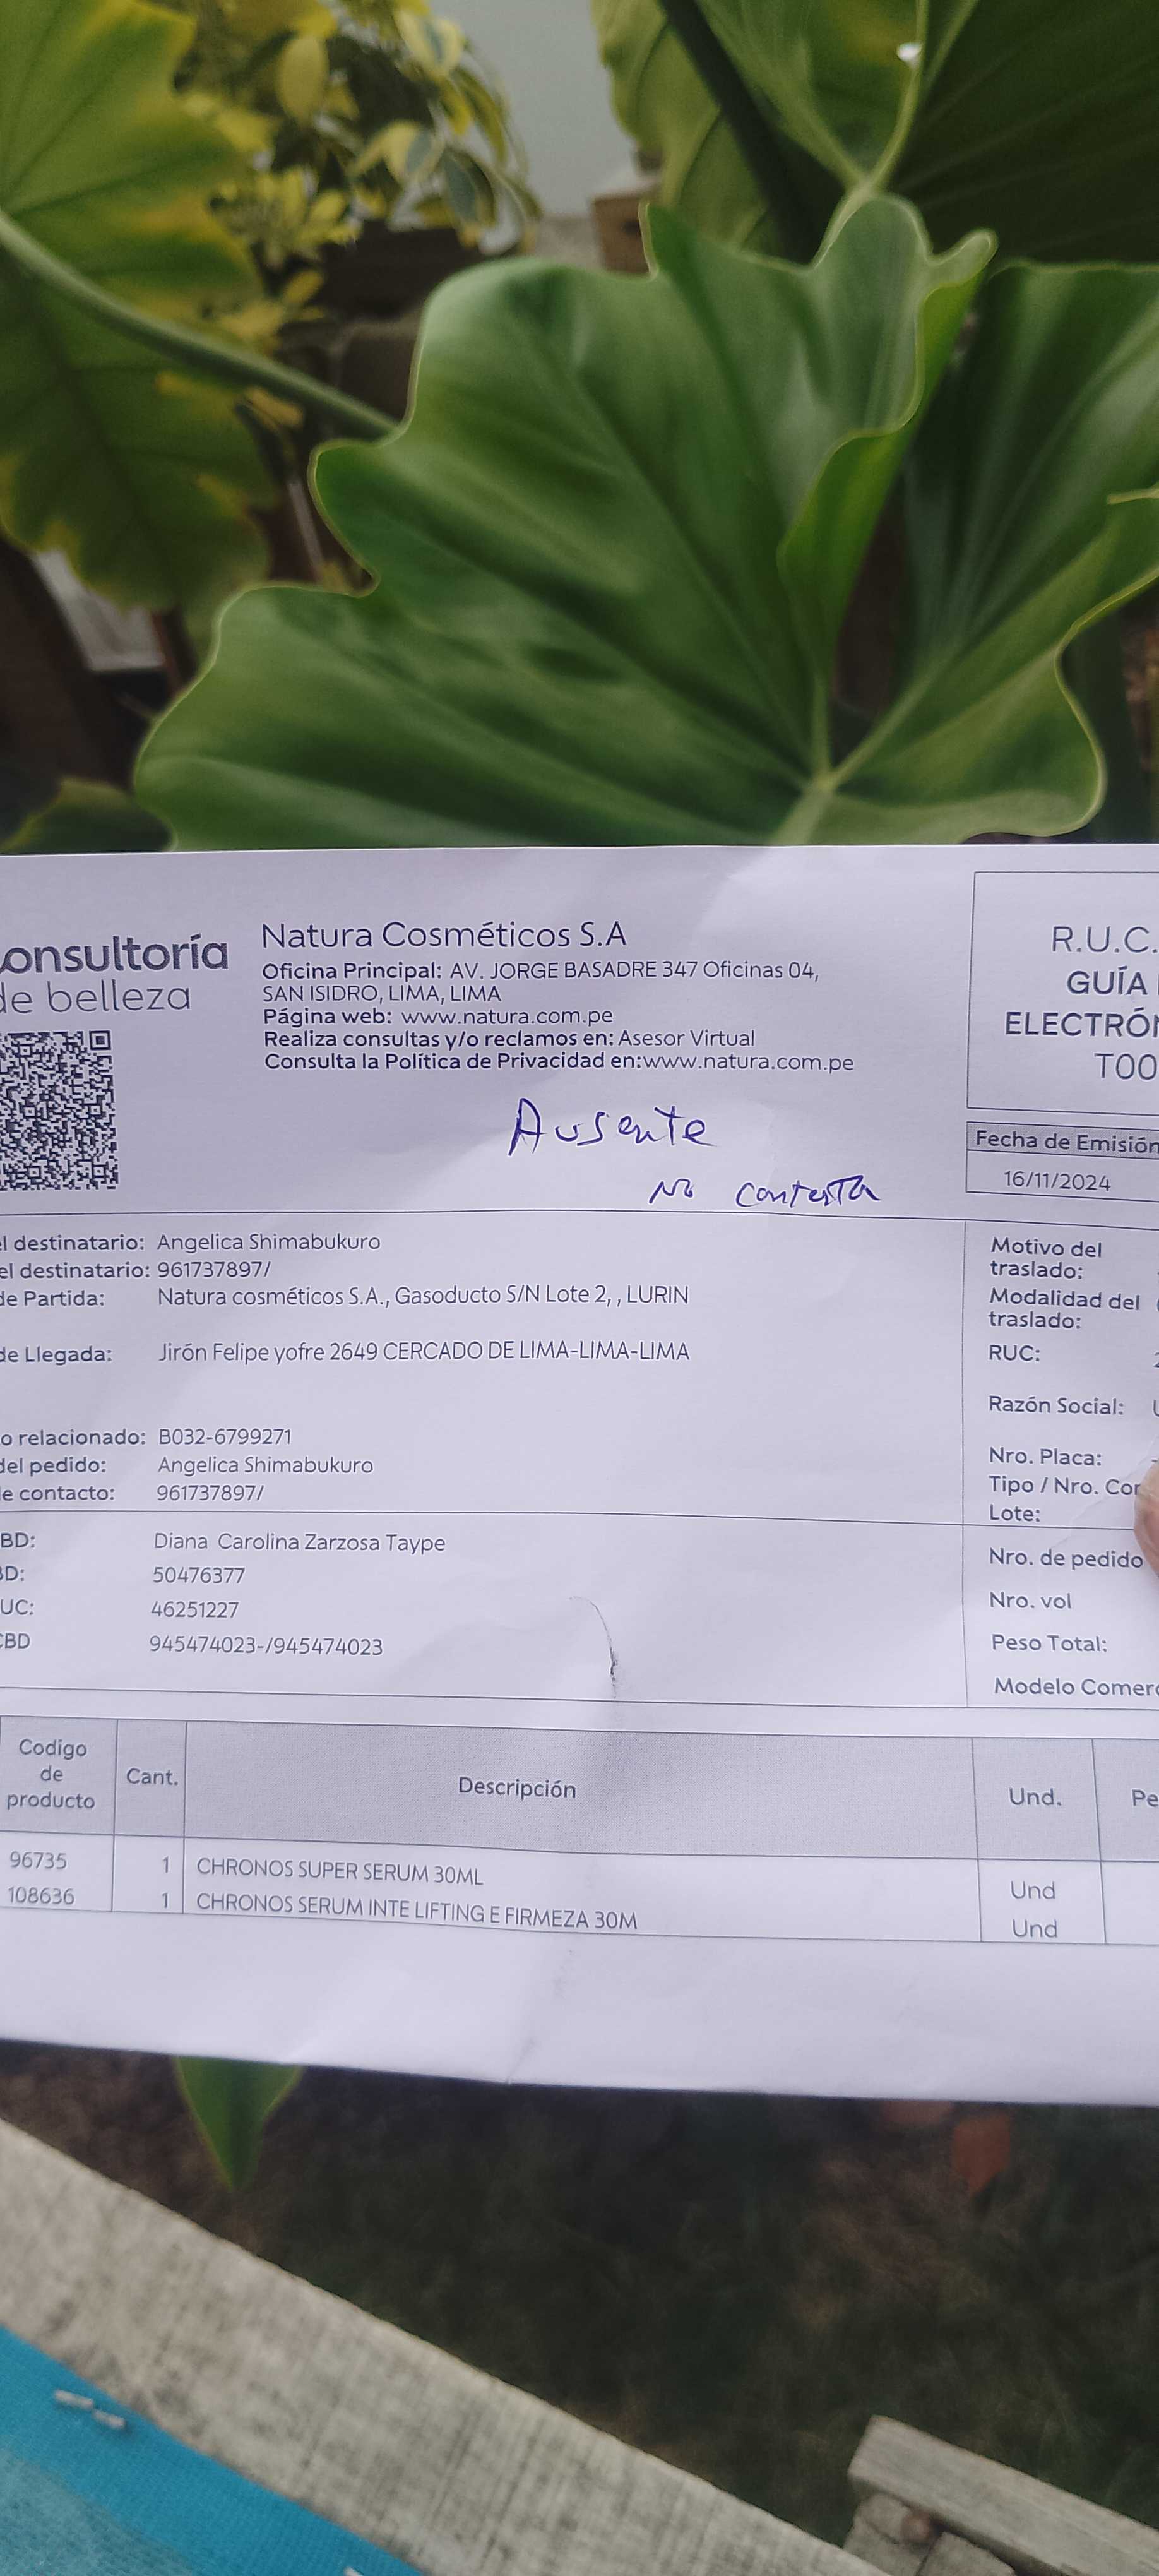 onsultoría
de belleza
Natura Cosméticos S.A
Oficina Principal: AV. JORGE BASADRE 347 Oficinas 04,
SAN ISIDRO, LIMA, LIMA
Página web: www.natura.com.pe
Realiza consultas y/o reclamos en: Asesor Virtual
Consulta la Política de Privacidad en:www.natura.com.pe
R.U.C.
GUÍA
ELECTRÓ
T00
Ausente
No contesta
Fecha de Emisión
16/11/2024
el destinatario: Angelica Shimabukuro
el destinatario: 961737897/
de Partida: Natura cosméticos S.A., Gasoducto S/N Lote 2, , LURIN
de Llegada: Jirón Felipe yofre 2649 CERCADO DE LIMA-LIMA-LIMA
o relacionado: B032-6799271
del pedido: Angelica Shimabukuro
de contacto: 961737897/
Motivo del
traslado:
Modalidad del
traslado:
RUC:
Razón Social:
Nro. Placa:
Tipo / Nro. Cor
Lote:
BD: Diana Carolina Zarzosa Taype
BD: 50476377
UC: 46251227
CBD 945474023-/945474023
Nro. de pedido
Nro. vol
Peso Total:
Modelo Comerc
Codigo
de
producto
Cant.
Descripción
Und.
Pe
96735 1 CHRONOS SUPER SERUM 30ML Und
108636 1 CHRONOS SERUM INTE LIFTING E FIRMEZA 30M Und